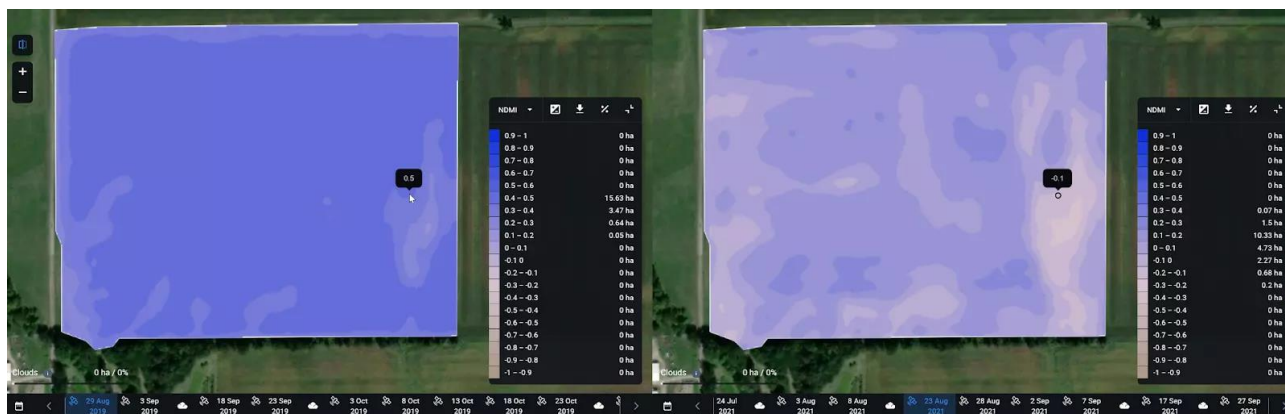 +
−
0.5
NDMI
0.9 – 1 0 ha
0.8 – 0.9 0 ha
0.7 – 0.8 0 ha
0.6 – 0.7 0 ha
0.5 – 0.6 0 ha
0.4 – 0.5 15.63 ha
0.3 – 0.4 3.47 ha
0.2 – 0.3 0.64 ha
0.1 – 0.2 0.05 ha
0 – 0.1 0 ha
-0.1 0 0 ha
-0.2 – -0.1 0 ha
-0.3 – -0.2 0 ha
-0.4 – -0.3 0 ha
-0.5 – -0.4 0 ha
-0.6 – -0.5 0 ha
-0.7 – -0.6 0 ha
-0.8 – -0.7 0 ha
-0.9 – -0.8 0 ha
-1 – -0.9 0 ha
Clouds 0 ha / 0%
29 Aug 2019
3 Sep 2019
18 Sep 2019
23 Sep 2019
3 Oct 2019
8 Oct 2019
13 Oct 2019
18 Oct 2019
23 Oct 2019
-0.1
NDMI
0.9 – 1 0 ha
0.8 – 0.9 0 ha
0.7 – 0.8 0 ha
0.6 – 0.7 0 ha
0.5 – 0.6 0 ha
0.4 – 0.5 0 ha
0.3 – 0.4 0.07 ha
0.2 – 0.3 1.5 ha
0.1 – 0.2 10.33 ha
0 – 0.1 4.73 ha
-0.1 0 2.27 ha
-0.2 – -0.1 0.68 ha
-0.3 – -0.2 0.2 ha
-0.4 – -0.3 0 ha
-0.5 – -0.4 0 ha
-0.6 – -0.5 0 ha
-0.7 – -0.6 0 ha
-0.8 – -0.7 0 ha
-0.9 – -0.8 0 ha
-1 – -0.9 0 ha
Clouds 0 ha / 0%
24 Jul 2021
3 Aug 2021
8 Aug 2021
23 Aug 2021
28 Aug 2021
2 Sep 2021
7 Sep 2021
17 Sep 2021
27 Sep 2021